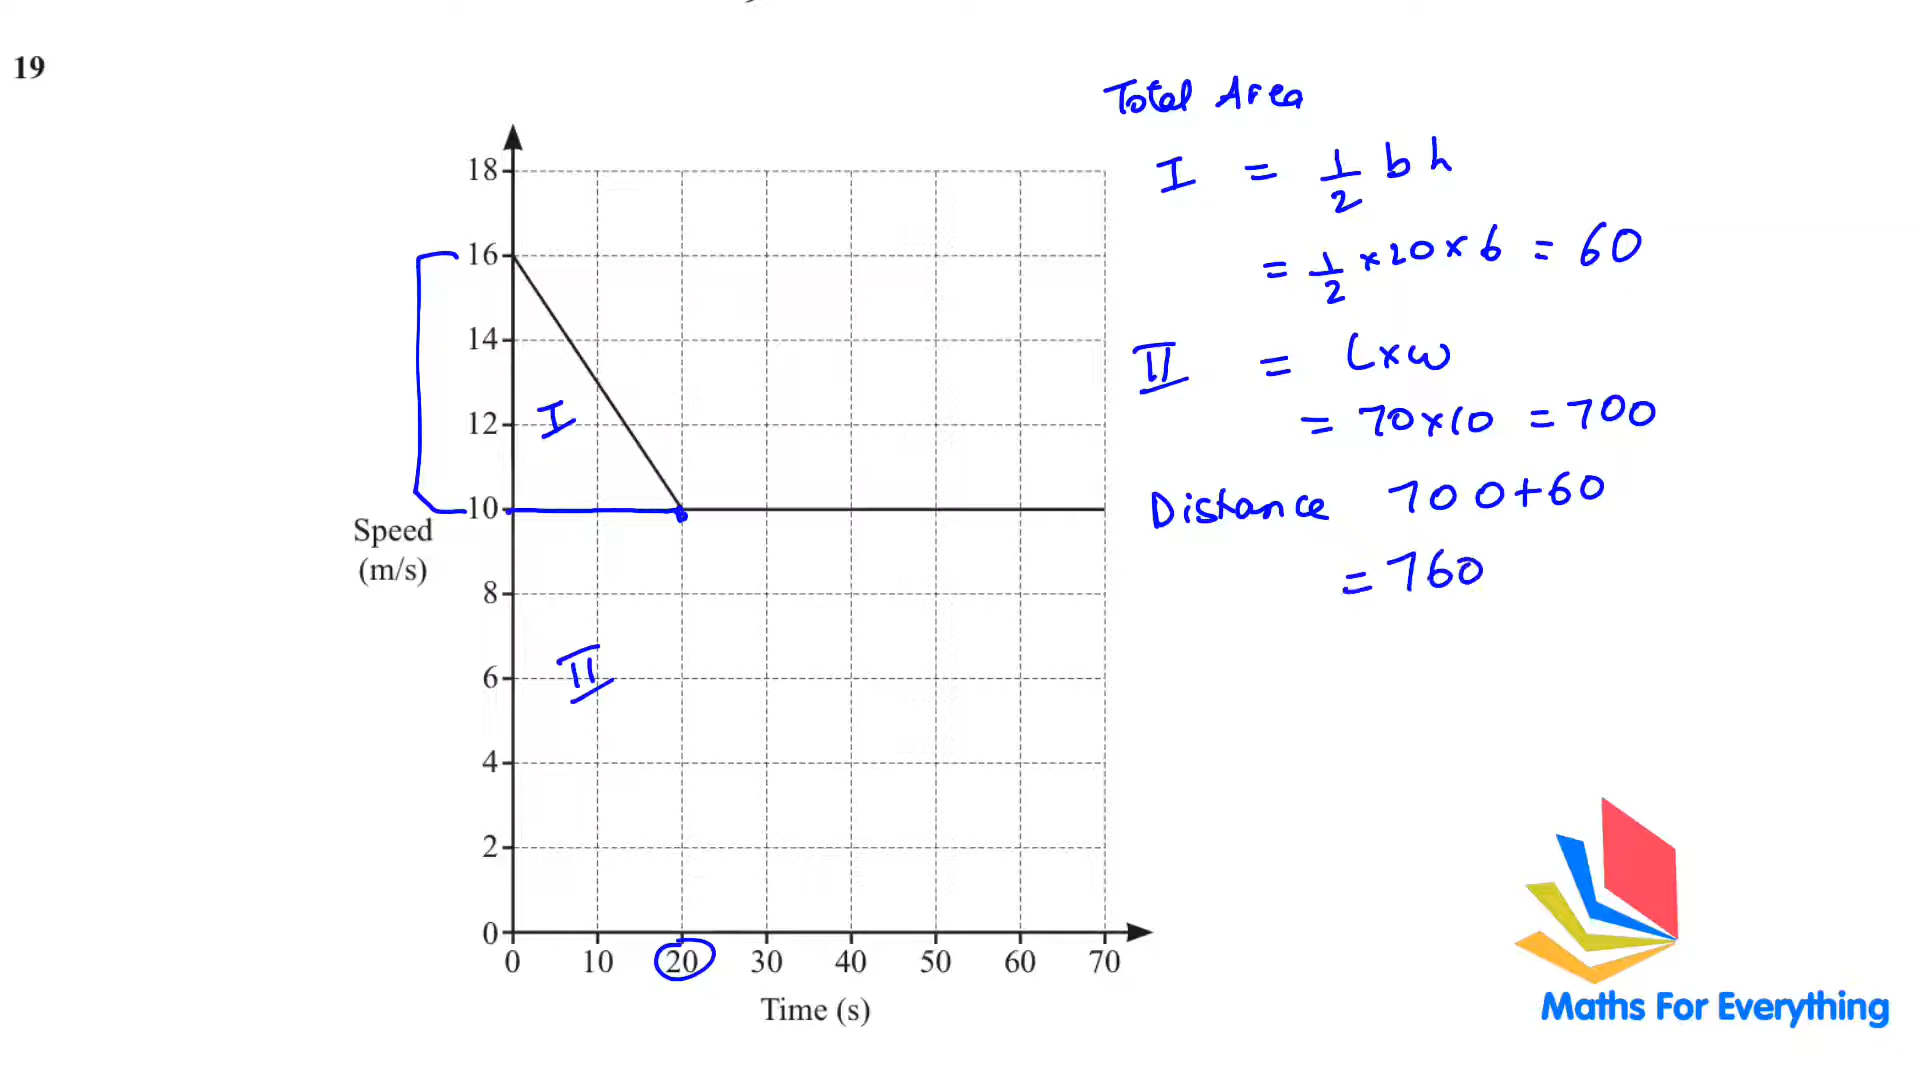 19
18
16
14
12
10
Speed
(m/s)
8
6
4
2
0
0 10 20 30 40 50 60 70
Time (s)
I
II
Total Area
I = 1/2 b h
= 1/2 × 20 × 6 = 60
II = L×w
= 70×10 = 700
Distance 700+60
= 760
Maths For Everything